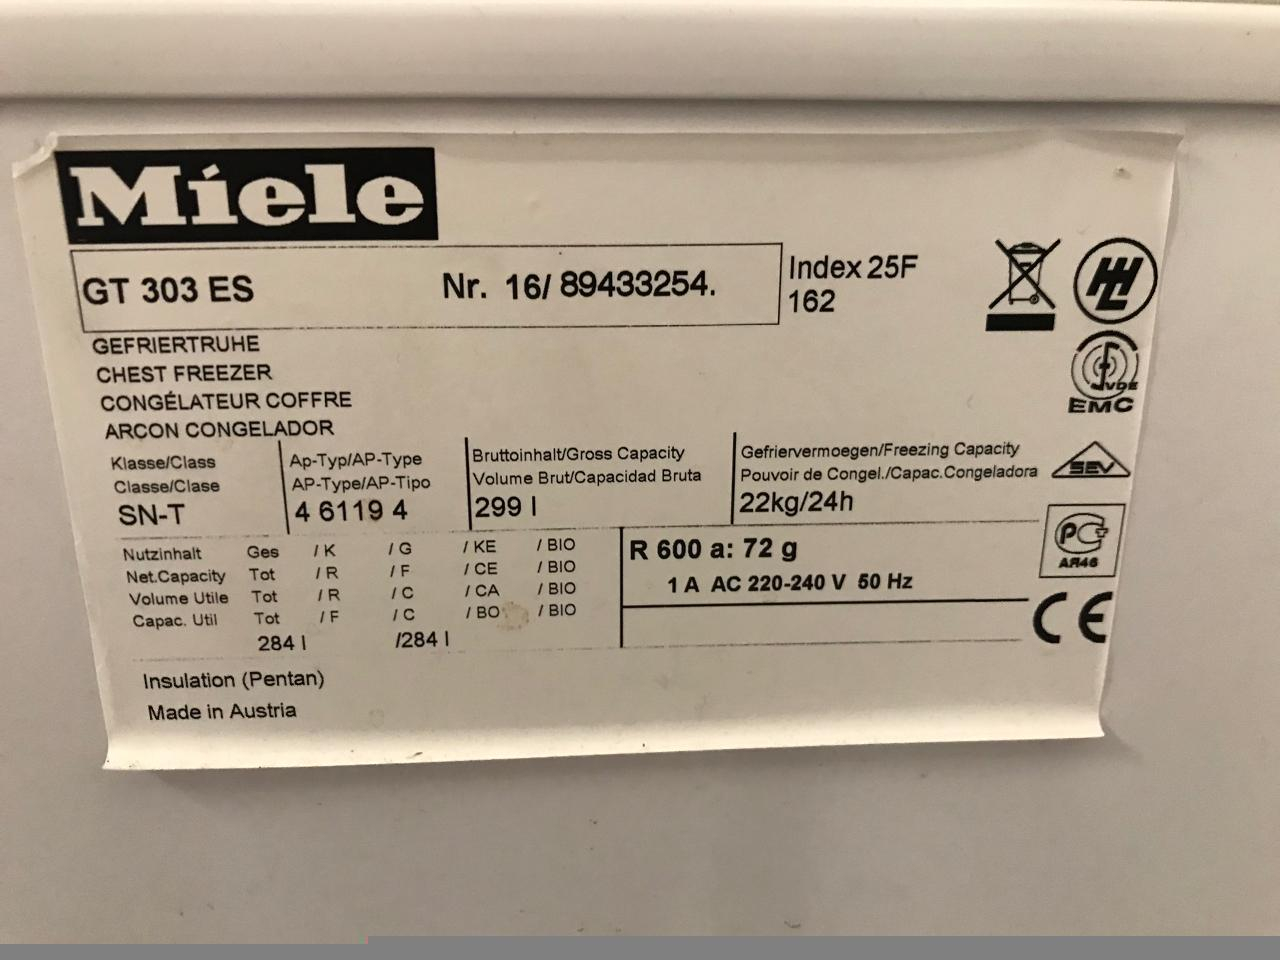 Miele
GT 303 ES Nr. 16/ 89433254.
Index 25F
162
GEFRIERTRUHE
CHEST FREEZER
CONGÉLATEUR COFFRE
ARCON CONGELADOR
Klasse/Class
Classe/Clase
SN-T
Ap-Typ/AP-Type
AP-Type/AP-Tipo
4 6119 4
Bruttoinhalt/Gross Capacity
Volume Brut/Capacidad Bruta
299 l
Gefriervermoegen/Freezing Capacity
Pouvoir de Congel./Capac.Congeladora
22kg/24h
Nutzinhalt Ges / K / G / KE / BIO
Net.Capacity Tot / R / F / CE / BIO
Volume Utile Tot / R / C / CA / BIO
Capac. Util Tot / F / C / BO / BIO
284 l /284 l
R 600 a: 72 g
1 A AC 220-240 V 50 Hz
Insulation (Pentan)
Made in Austria
HL
VDE
EMC
SEV
PCT
АЯ46
CE